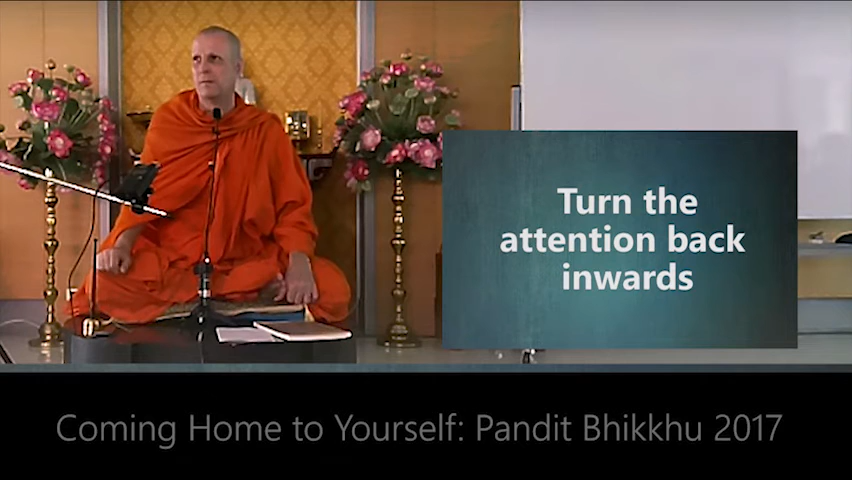 Turn the
attention back
inwards
Coming Home to Yourself: Pandit Bhikkhu 2017